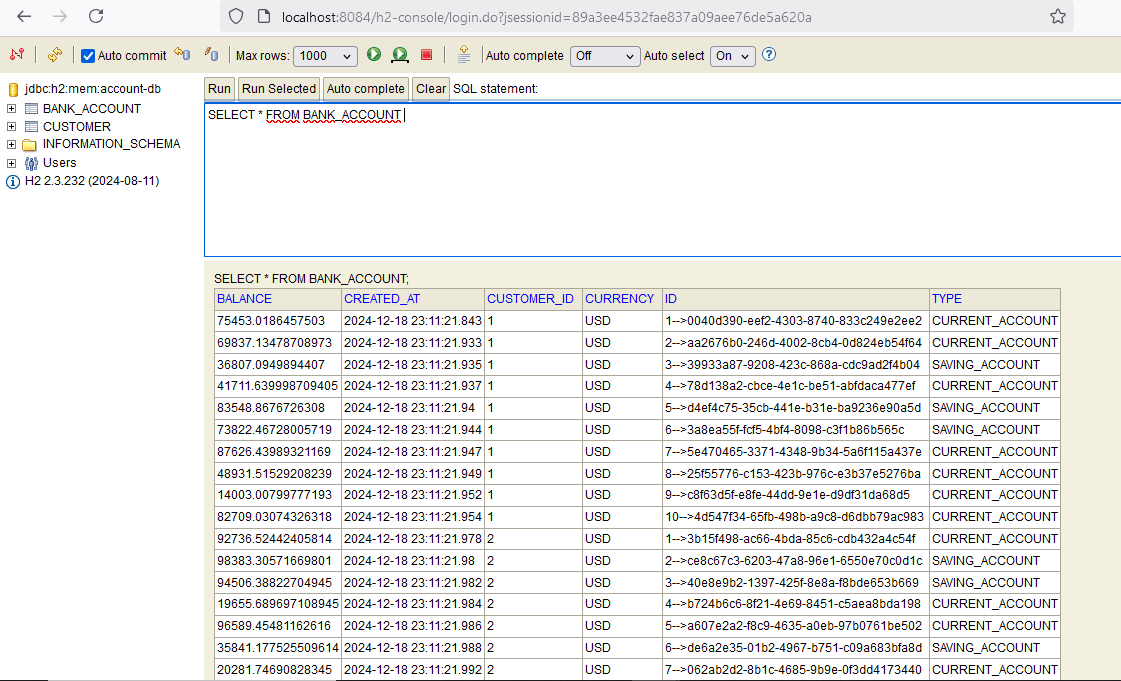 localhost:8084/h2-console/login.do?jsessionid=89a3ee4532fae837a09aee76de5a620a
Auto commit Max rows: 1000 Auto complete Off Auto select On
jdbc:h2:mem:account-db
BANK_ACCOUNT
CUSTOMER
INFORMATION_SCHEMA
Users
H2 2.3.232 (2024-08-11)
Run Run Selected Auto complete Clear SQL statement:
SELECT * FROM BANK_ACCOUNT
SELECT * FROM BANK_ACCOUNT;
BALANCE CREATED_AT CUSTOMER_ID CURRENCY ID TYPE
75453.0186457503 2024-12-18 23:11:21.843 1 USD 1-->0040d390-eef2-4303-8740-833c249e2ee2 CURRENT_ACCOUNT
69837.13478708973 2024-12-18 23:11:21.933 1 USD 2-->aa2676b0-246d-4002-8cb4-0d824eb54f64 CURRENT_ACCOUNT
36807.0949894407 2024-12-18 23:11:21.935 1 USD 3-->39933a87-9208-423c-868a-cdc9ad2f4b04 SAVING_ACCOUNT
41711.639998709405 2024-12-18 23:11:21.937 1 USD 4-->78d138a2-cbce-4e1c-be51-abfdaca477ef CURRENT_ACCOUNT
83548.8676726308 2024-12-18 23:11:21.94 1 USD 5-->d4ef4c75-35cb-441e-b31e-ba9236e90a5d SAVING_ACCOUNT
73822.46728005719 2024-12-18 23:11:21.944 1 USD 6-->3a8ea55f-fcf5-4bf4-8098-c3f1b86b565c SAVING_ACCOUNT
87626.43989321169 2024-12-18 23:11:21.947 1 USD 7-->5e470465-3371-4348-9b34-5a6f115a437e CURRENT_ACCOUNT
48931.51529208239 2024-12-18 23:11:21.949 1 USD 8-->25f55776-c153-423b-976c-e3b37e5276ba CURRENT_ACCOUNT
14003.00799777193 2024-12-18 23:11:21.952 1 USD 9-->c8f63d5f-e8fe-44dd-9e1e-d9df31da68d5 CURRENT_ACCOUNT
82709.03074326318 2024-12-18 23:11:21.954 1 USD 10-->4d547f34-65fb-498b-a9c8-d6dbb79ac983 CURRENT_ACCOUNT
92736.52442405814 2024-12-18 23:11:21.978 2 USD 1-->3b15f498-ac66-4bda-85c6-cdb432a4c54f CURRENT_ACCOUNT
98383.30571669801 2024-12-18 23:11:21.98 2 USD 2-->ce8c67c3-6203-47a8-96e1-6550e70c0d1c SAVING_ACCOUNT
94506.38822704945 2024-12-18 23:11:21.982 2 USD 3-->40e8e9b2-1397-425f-8e8a-f8bde653b669 SAVING_ACCOUNT
19655.689697108945 2024-12-18 23:11:21.984 2 USD 4-->b724b6c6-8f21-4e69-8451-c5aea8bda198 CURRENT_ACCOUNT
96589.45481162616 2024-12-18 23:11:21.986 2 USD 5-->a607e2a2-f8c9-4635-a0eb-97b0761be502 CURRENT_ACCOUNT
35841.177525509614 2024-12-18 23:11:21.988 2 USD 6-->de6a2e35-01b2-4967-b751-c09a683bfa8d SAVING_ACCOUNT
20281.74690828345 2024-12-18 23:11:21.992 2 USD 7-->062ab2d2-8b1c-4685-9b9e-0f3dd4173440 CURRENT_ACCOUNT